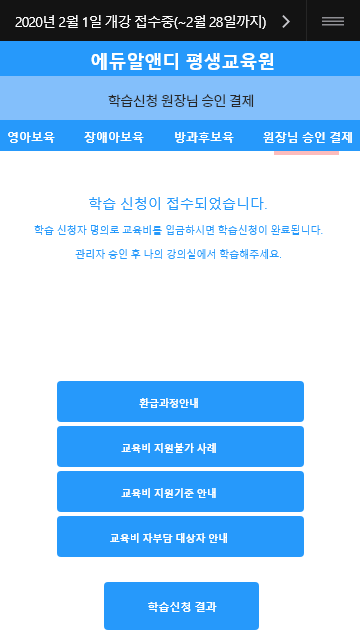 2020년 2월 1일 개강 접수중(~2월 28일까지)
에듀알앤디 평생교육원
학습신청 원장님 승인 결제
영아보육 장애아보육 방과후보육 원장님 승인 결제
학습 신청이 접수되었습니다.
학습 신청자 명의로 교육비를 입금하시면 학습신청이 완료됩니다.
관리자 승인 후 나의 강의실에서 학습해주세요.
환급과정안내
교육비 지원불가 사례
교육비 지원기준 안내
교육비 자부담 대상자 안내
학습신청 결과